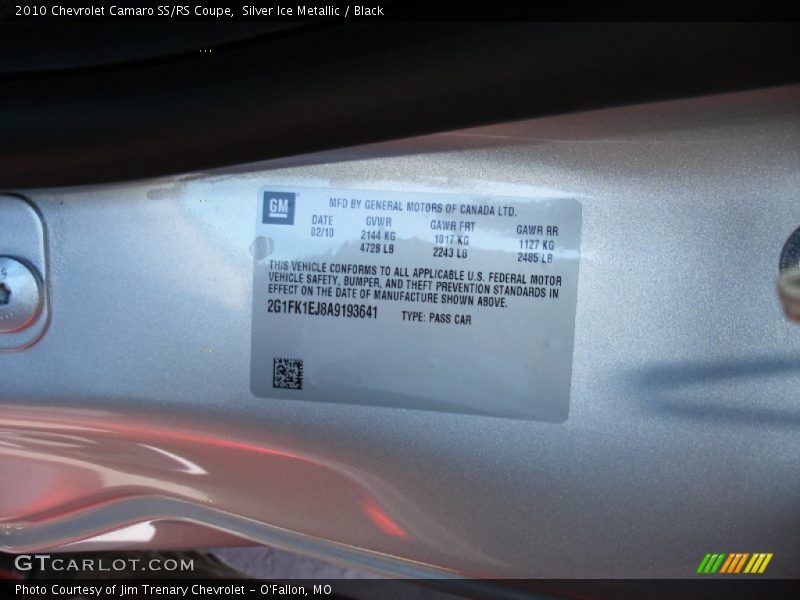 2010 Chevrolet Camaro SS/RS Coupe,  Silver Ice Metallic / Black
GM
MFD BY GENERAL MOTORS OF CANADA LTD.
DATE GVWR GAWR FRT GAWR RR
02/10 2144 KG 1017 KG 1127 KG
4728 LB 2243 LB 2485 LB
THIS VEHICLE CONFORMS TO ALL APPLICABLE U.S. FEDERAL MOTOR
VEHICLE SAFETY, BUMPER, AND THEFT PREVENTION STANDARDS IN
EFFECT ON THE DATE OF MANUFACTURE SHOWN ABOVE.
2G1FK1EJ8A9193641 TYPE: PASS CAR
GTCARLOT.COM
Photo Courtesy of Jim Trenary Chevrolet - O'Fallon, MO